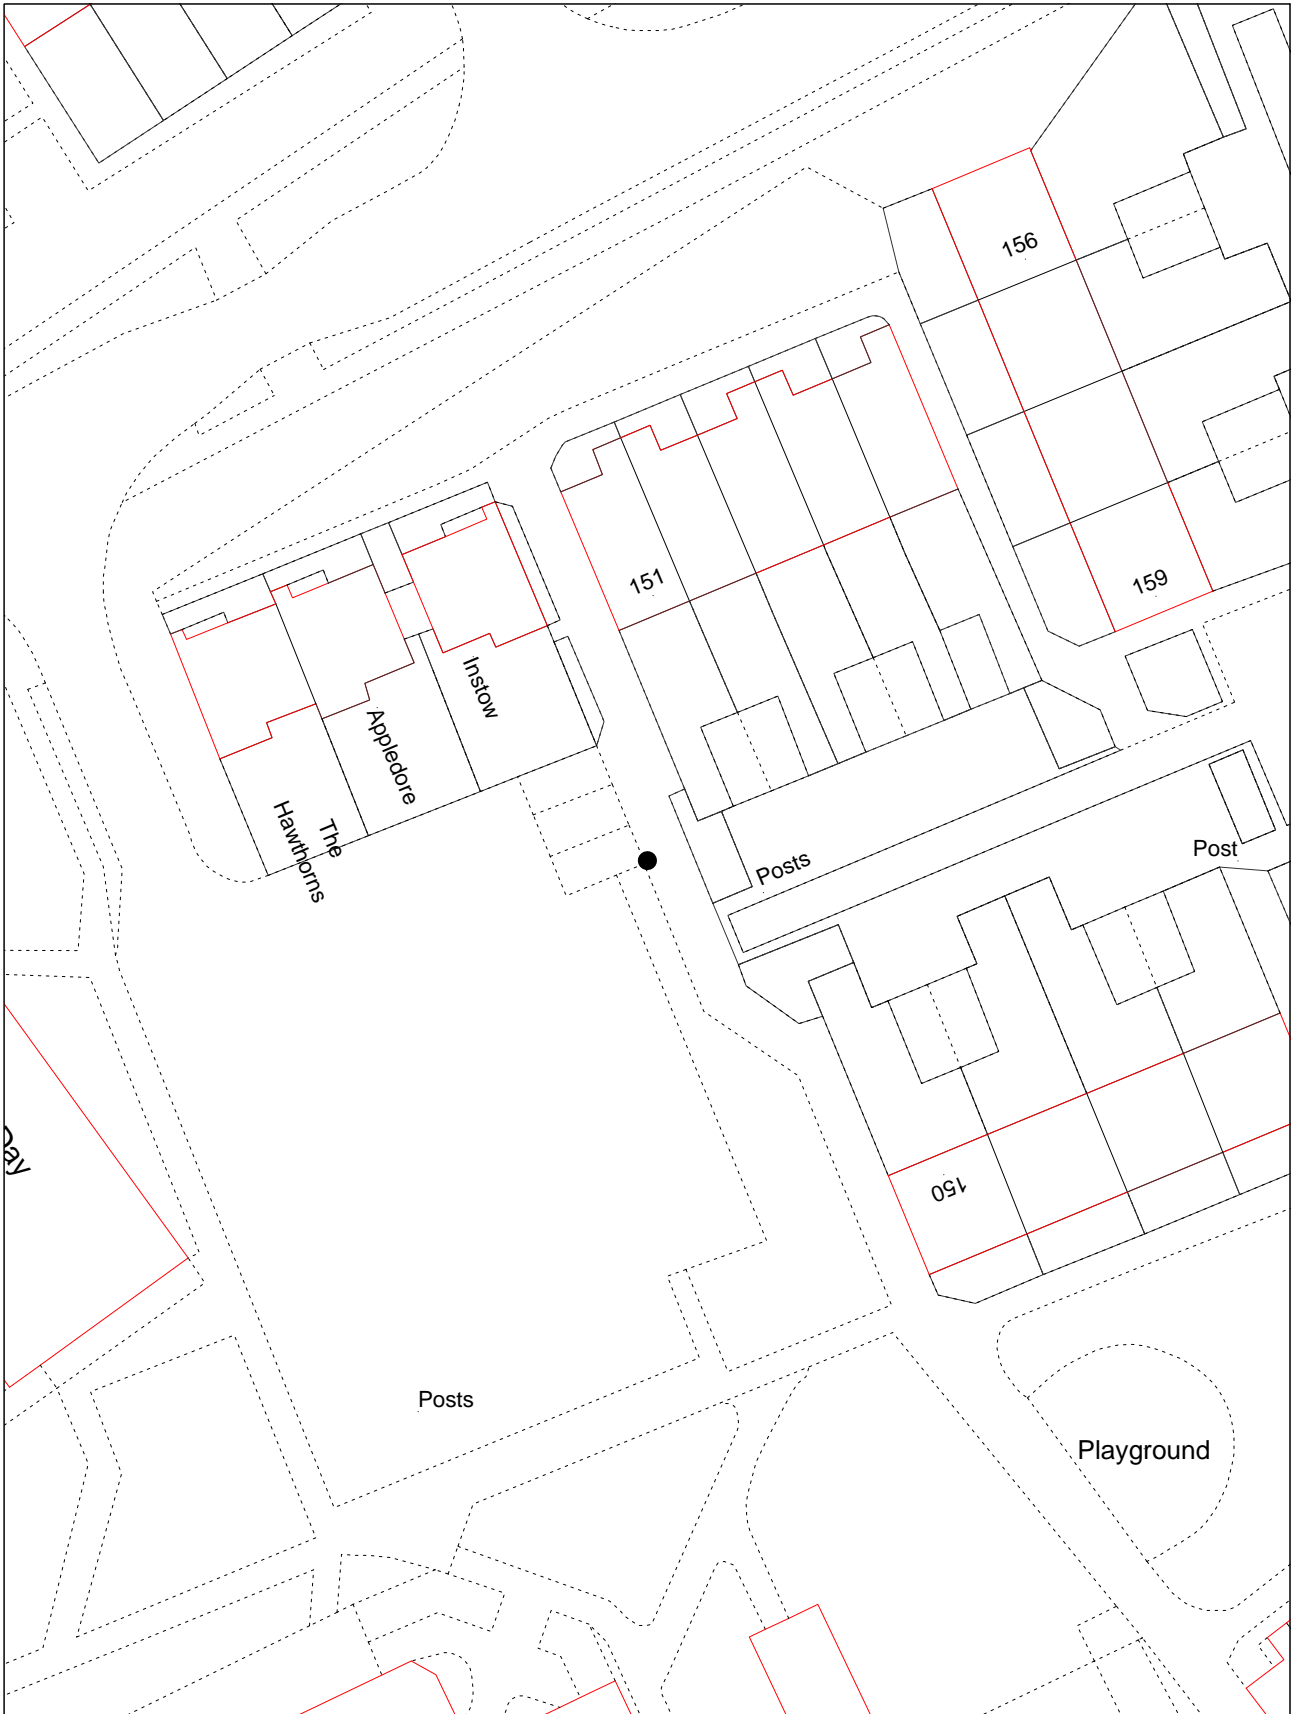 156
151
159
Instow
Appledore
The
Hawthorns
Posts
Post
Day
150
Posts
Playground